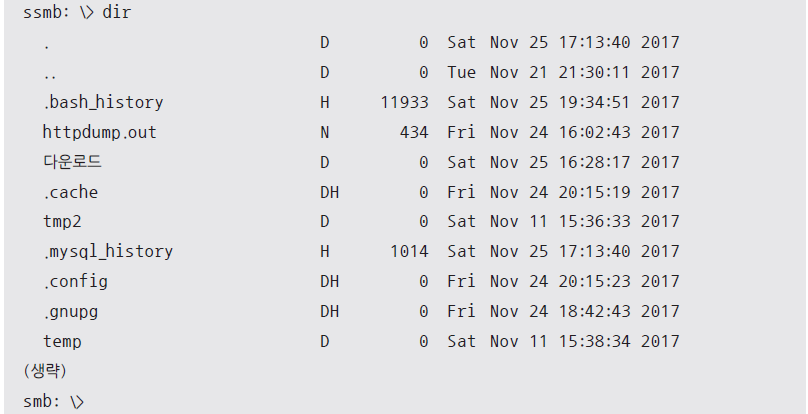 ssmb: \> dir
. D 0 Sat Nov 25 17:13:40 2017
.. D 0 Tue Nov 21 21:30:11 2017
.bash_history H 11933 Sat Nov 25 19:34:51 2017
httpdump.out N 434 Fri Nov 24 16:02:43 2017
다운로드 D 0 Sat Nov 25 16:28:17 2017
.cache DH 0 Fri Nov 24 20:15:19 2017
tmp2 D 0 Sat Nov 11 15:36:33 2017
.mysql_history H 1014 Sat Nov 25 17:13:40 2017
.config DH 0 Fri Nov 24 20:15:23 2017
.gnupg DH 0 Fri Nov 24 18:42:43 2017
temp D 0 Sat Nov 11 15:38:34 2017
(생략)
smb: \>